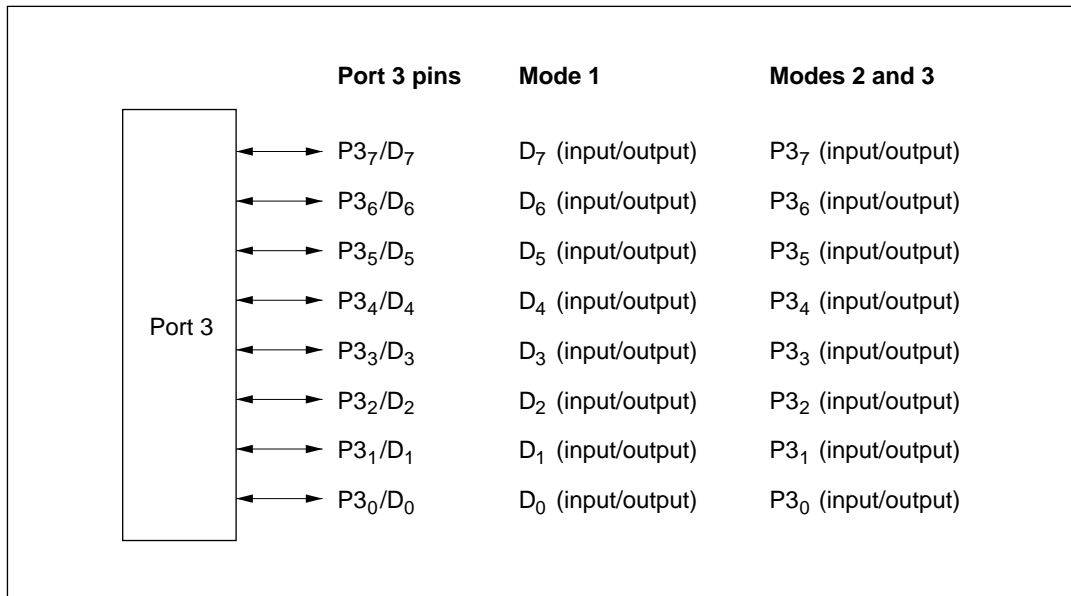 Port 3 pins Mode 1 Modes 2 and 3
P3₇/D₇ D₇ (input/output) P3₇ (input/output)
P3₆/D₆ D₆ (input/output) P3₆ (input/output)
P3₅/D₅ D₅ (input/output) P3₅ (input/output)
P3₄/D₄ D₄ (input/output) P3₄ (input/output)
Port 3
P3₃/D₃ D₃ (input/output) P3₃ (input/output)
P3₂/D₂ D₂ (input/output) P3₂ (input/output)
P3₁/D₁ D₁ (input/output) P3₁ (input/output)
P3₀/D₀ D₀ (input/output) P3₀ (input/output)